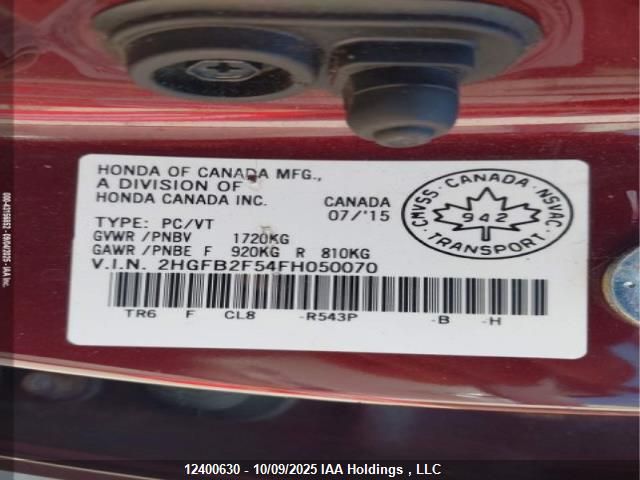 HONDA OF CANADA MFG.,
A DIVISION OF
HONDA CANADA INC.
CANADA
07/'15
TYPE: PC/VT
GVWR /PNBV 1720KG
GAWR /PNBE F 920KG R 810KG
V.I.N. 2HGFB2F54FH050070
TR6 F CL8 -R543P -B -H
CMVSS · CANADA · NSVAC
942
TRANSPORT
12400630 - 10/09/2025 IAA Holdings , LLC